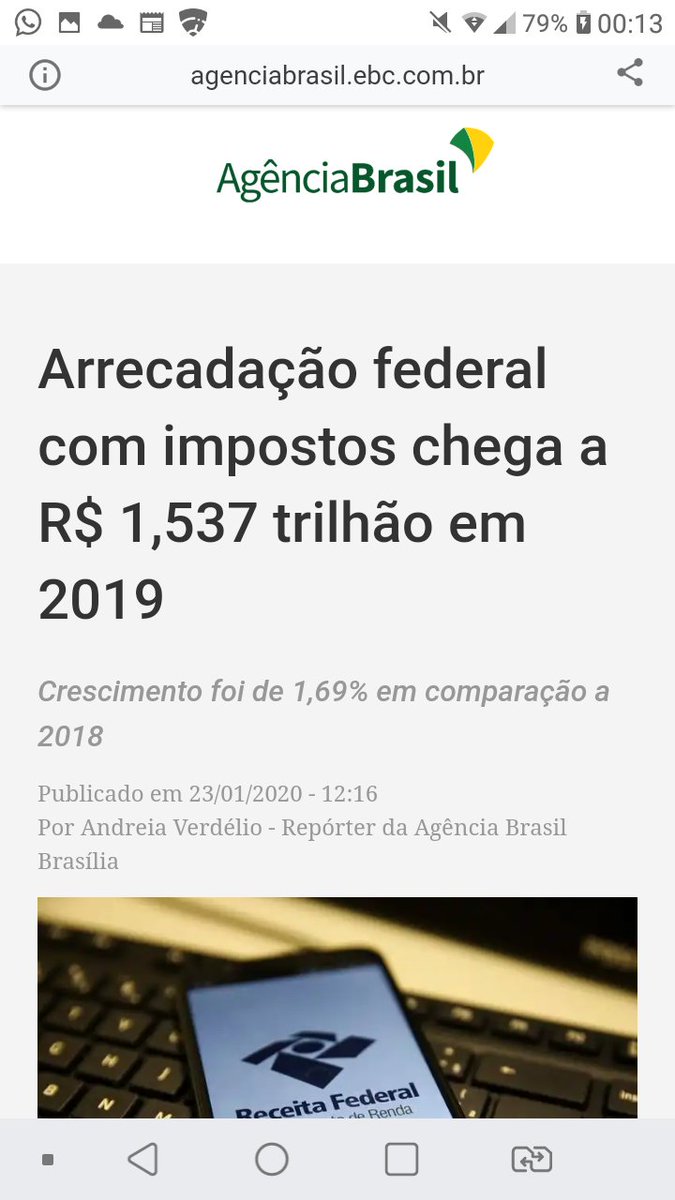 79% 00:13
agenciabrasil.ebc.com.br
AgênciaBrasil
Arrecadação federal
com impostos chega a
R$ 1,537 trilhão em
2019
Crescimento foi de 1,69% em comparação a
2018
Publicado em 23/01/2020 - 12:16
Por Andreia Verdélio - Repórter da Agência Brasil
Brasília
Receita Federal
de Renda